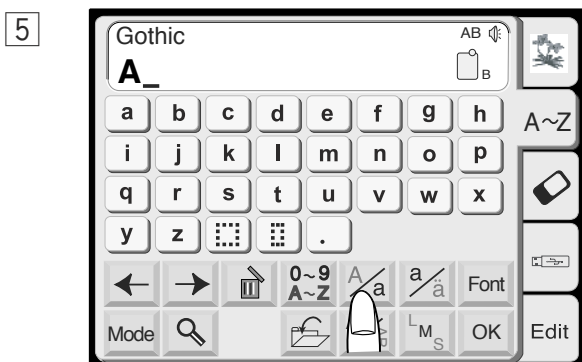 5
Gothic AB
A_
B
a b c d e f g h
A~Z
i j k l m n o p
q r s t u v w x
y z .
0~9 A/a a/ä Font
A~Z
Mode L M S OK Edit